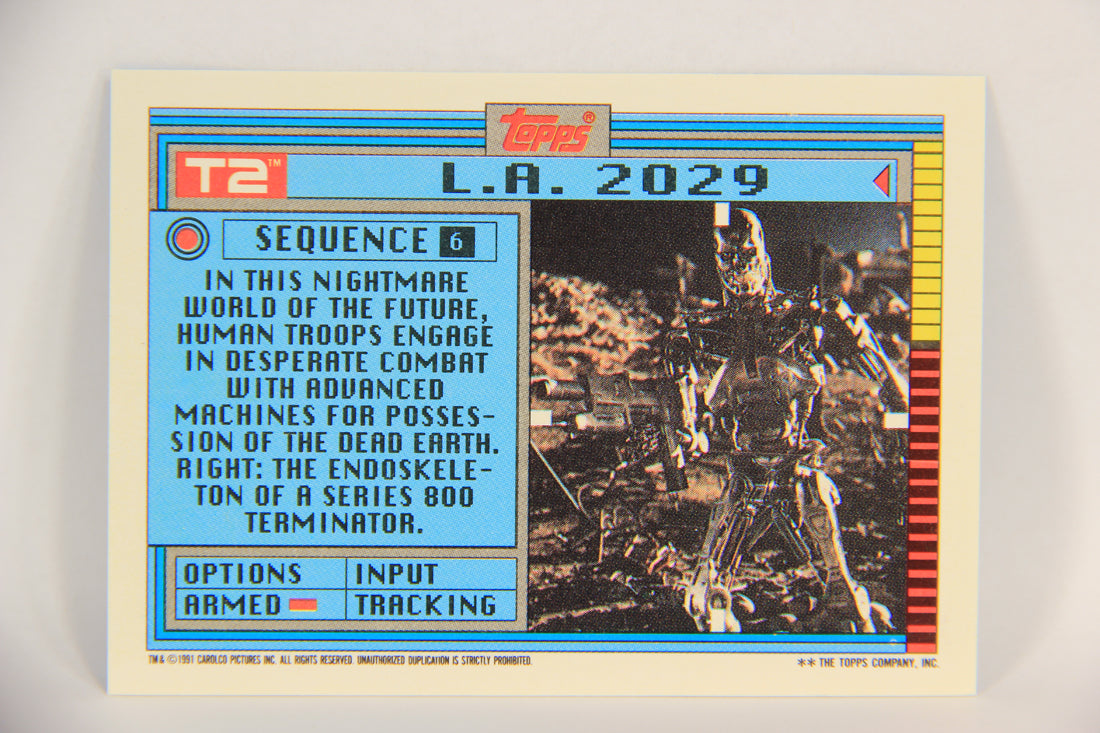 Topps®
T2™
L.A. 2029
SEQUENCE 6
IN THIS NIGHTMARE
WORLD OF THE FUTURE,
HUMAN TROOPS ENGAGE
IN DESPERATE COMBAT
WITH ADVANCED
MACHINES FOR POSSES-
SION OF THE DEAD EARTH.
RIGHT: THE ENDOSKELE-
TON OF A SERIES 800
TERMINATOR.
OPTIONS INPUT
ARMED TRACKING
TM & ©1991 CAROLCO PICTURES INC. ALL RIGHTS RESERVED. UNAUTHORIZED DUPLICATION IS STRICTLY PROHIBITED.
** THE TOPPS COMPANY, INC.